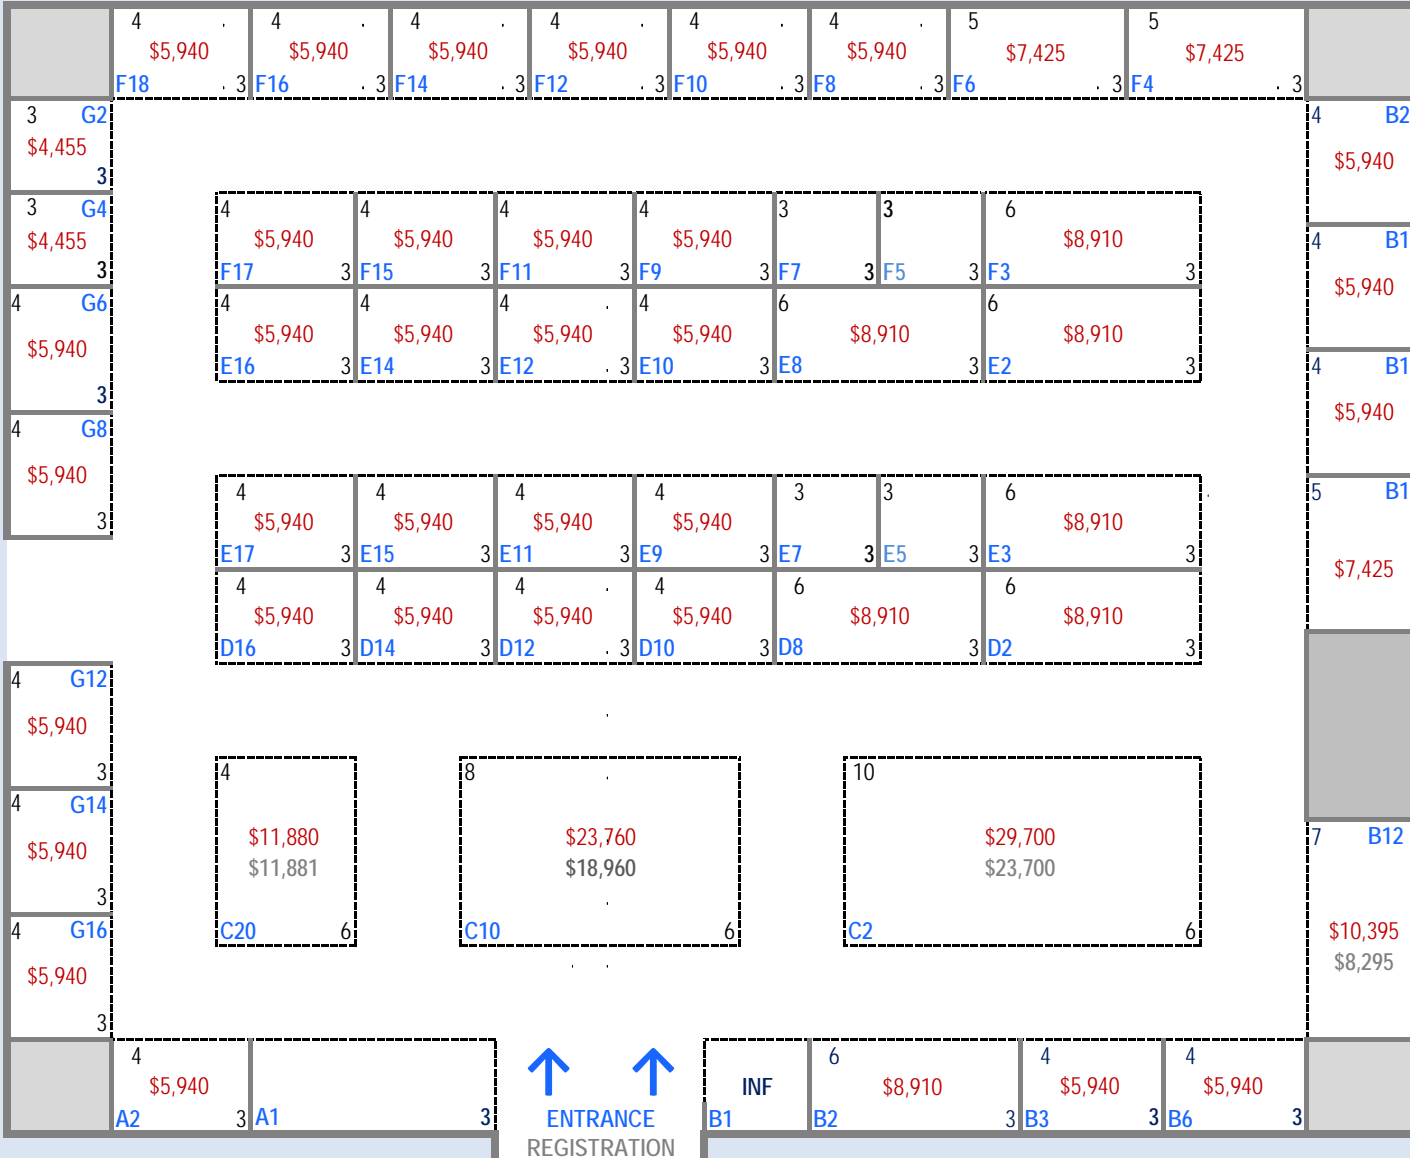 4 4 4 4 4 4 5 5
$5,940 $5,940 $5,940 $5,940 $5,940 $5,940 $7,425 $7,425
F18 3 F16 3 F14 3 F12 3 F10 3 F8 3 F6 3 F4 3
3 G2
$4,455
3
3 G4
$4,455
3
4 G6
$5,940
3
4 G8
$5,940
3
4 B2
$5,940
4 B1
$5,940
4 B1
$5,940
5 B1
$7,425
4 4 4 4 3 3 6
$5,940 $5,940 $5,940 $5,940 $8,910
F17 3 F15 3 F11 3 F9 3 F7 3 F5 3 F3 3
4 4 4 4 6 6
$5,940 $5,940 $5,940 $5,940 $8,910 $8,910
E16 3 E14 3 E12 3 E10 3 E8 3 E2 3
4 4 4 4 3 3 6
$5,940 $5,940 $5,940 $5,940 $8,910
E17 3 E15 3 E11 3 E9 3 E7 3 E5 3 E3 3
4 4 4 4 6 6
$5,940 $5,940 $5,940 $5,940 $8,910 $8,910
D16 3 D14 3 D12 3 D10 3 D8 3 D2 3
4 G12
$5,940
3
4 G14
$5,940
3
4 G16
$5,940
3
4 8 10
$11,880 $23,760 $29,700
$11,881 $18,960 $23,700
C20 6 C10 6 C2 6
7 B12
$10,395
$8,295
4 6 4 4
$5,940 INF $8,910 $5,940 $5,940
A2 3 A1 3 ENTRANCE B1 B2 3 B3 3 B6 3
REGISTRATION